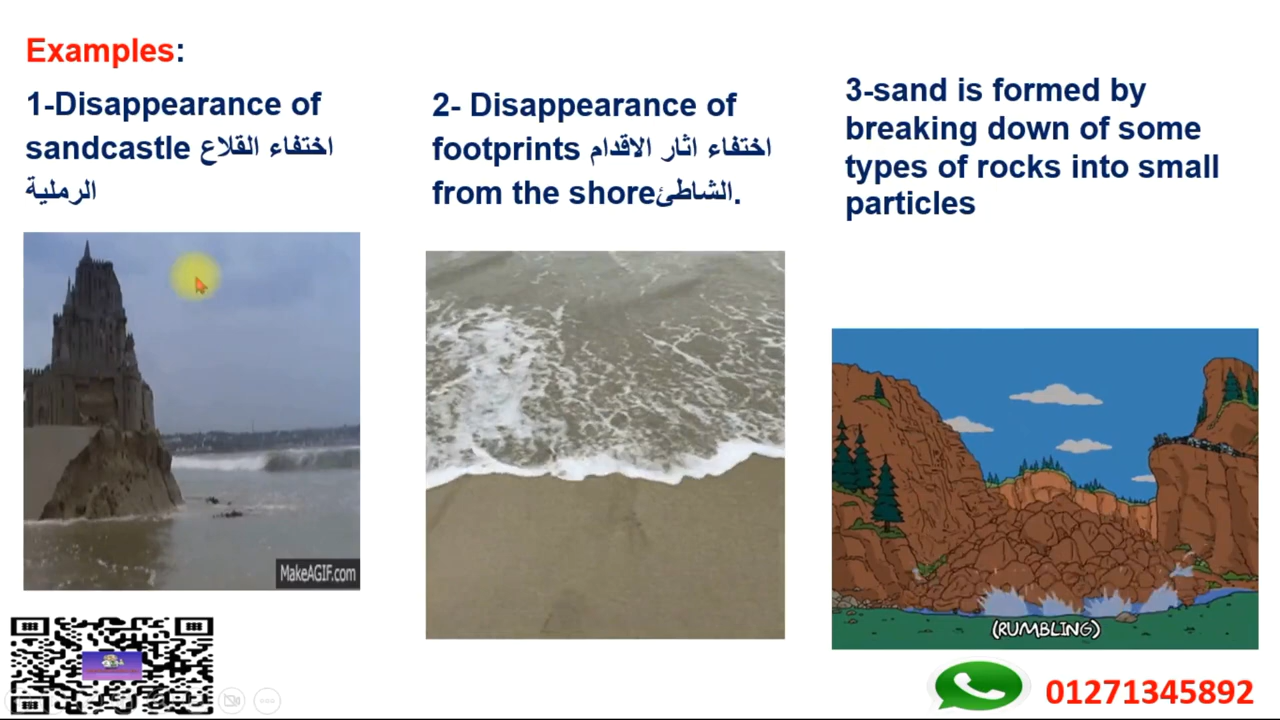 Examples:
1-Disappearance of
sandcastle اختفاء القلاع
الرملية
2- Disappearance of
footprints اختفاء اثار الاقدام
from the shoreالشاطئ.
3-sand is formed by
breaking down of some
types of rocks into small
particles
MakeAGIF.com
(RUMBLING)
01271345892